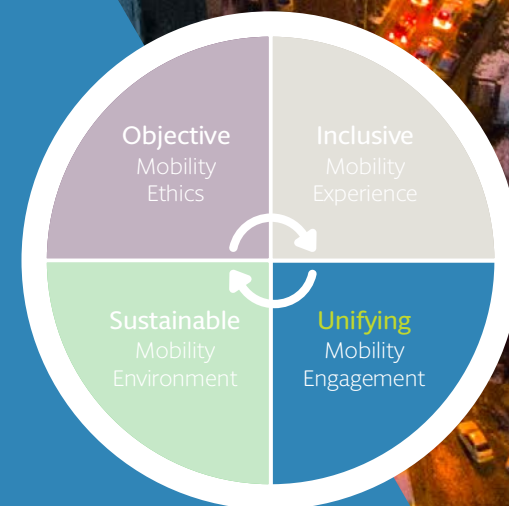 Objective
Mobility
Ethics
Inclusive
Mobility
Experience
Sustainable
Mobility
Environment
Unifying
Mobility
Engagement